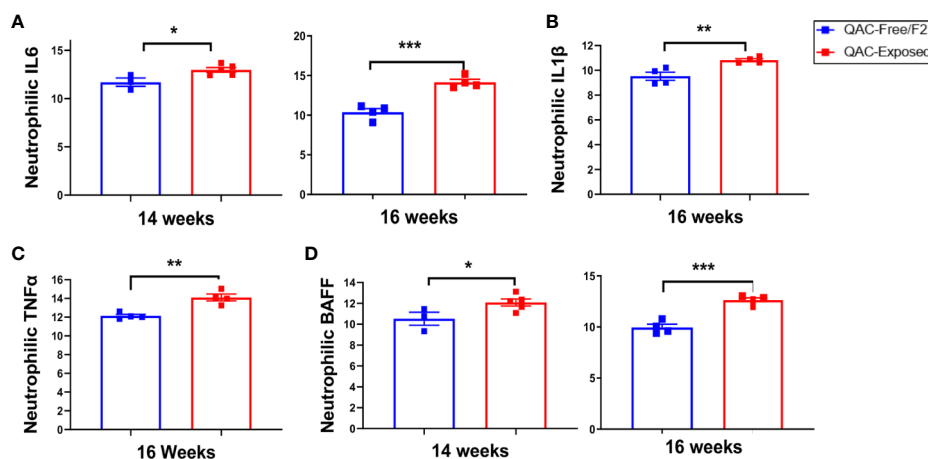 A
B
QAC-Free/F2
QAC-Exposed
*
***
**
Neutrophilic IL6
15
10
5
0
14 weeks
20
15
10
5
0
16 weeks
Neutrophilic IL1β
12
10
8
6
4
2
0
16 weeks
C
D
**
*
***
Neutrophilic TNFα
16
14
12
10
8
6
4
2
0
16 Weeks
Neutrophilic BAFF
14
12
10
8
6
4
2
0
14 weeks
15
10
5
0
16 weeks